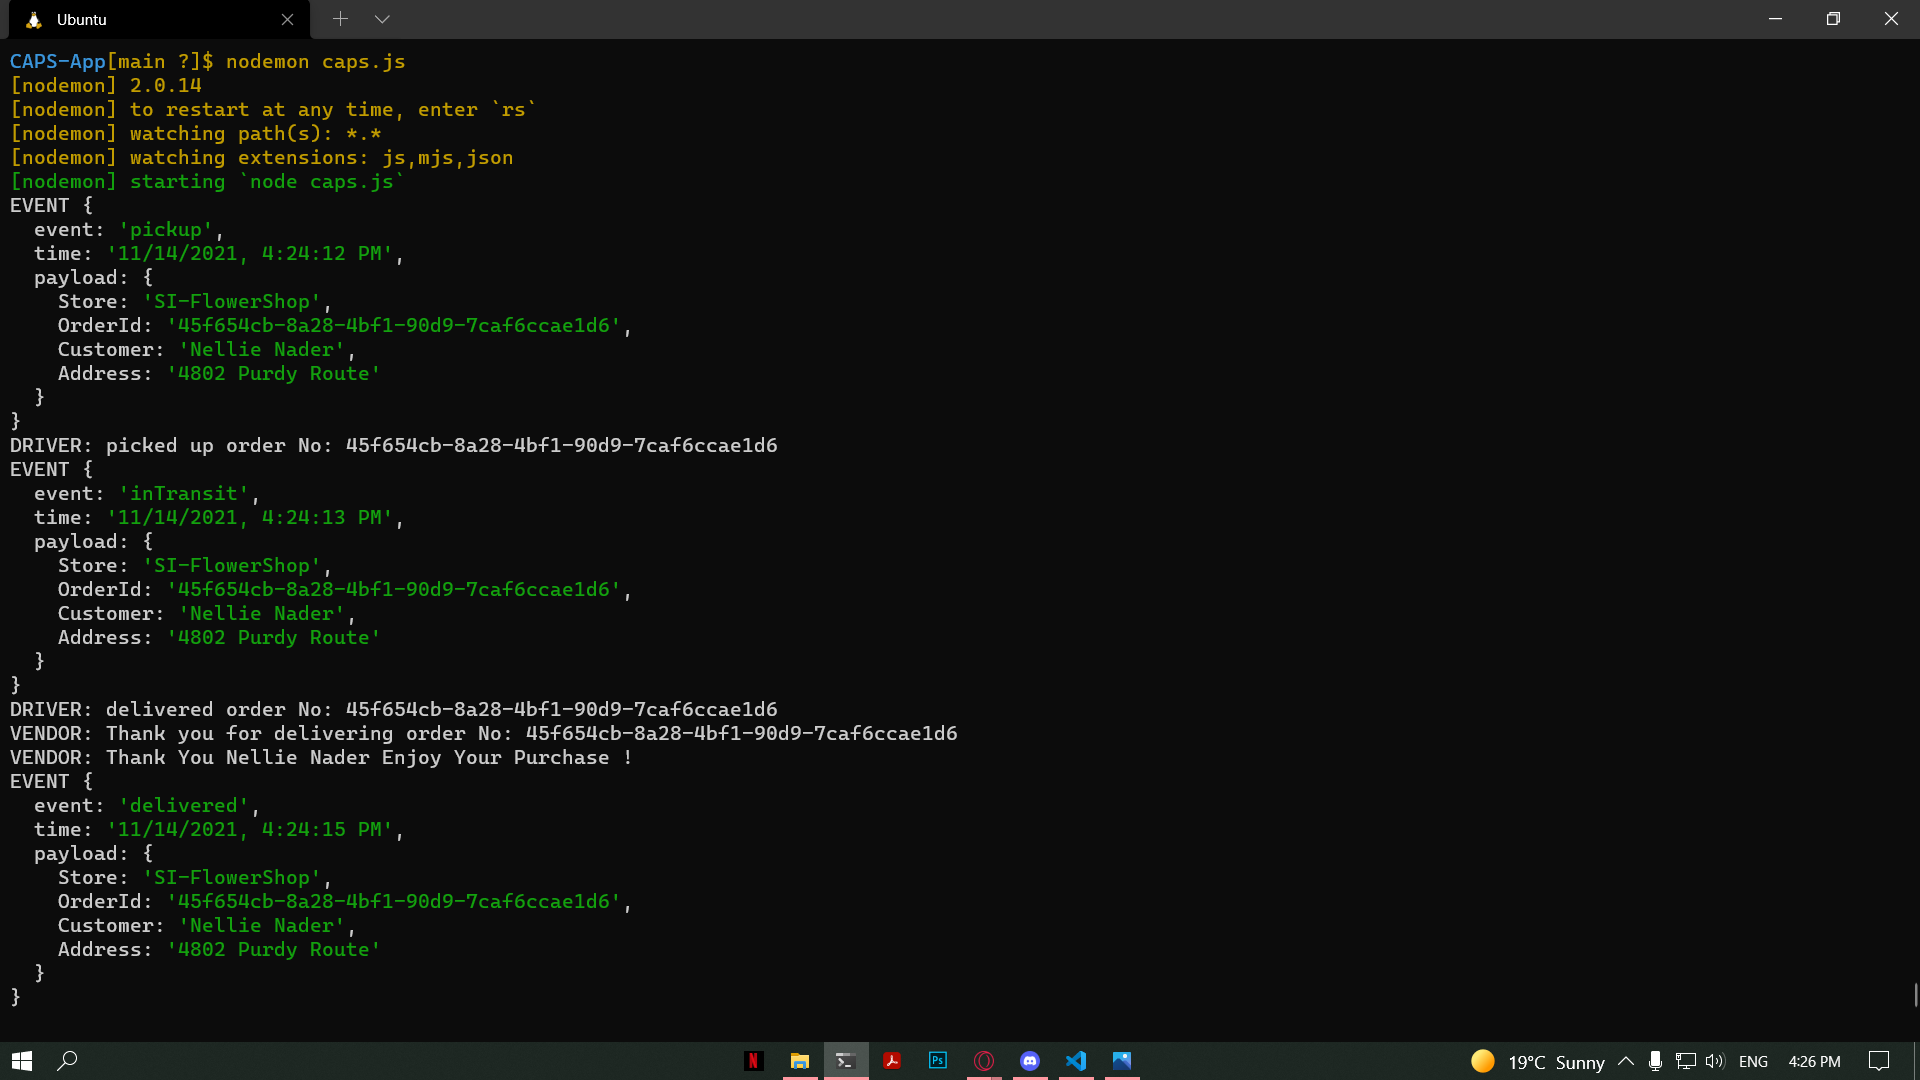 Ubuntu
CAPS-App[main ?]$ nodemon caps.js
[nodemon] 2.0.14
[nodemon] to restart at any time, enter `rs`
[nodemon] watching path(s): *.*
[nodemon] watching extensions: js,mjs,json
[nodemon] starting `node caps.js`
EVENT {
  event: 'pickup',
  time: '11/14/2021, 4:24:12 PM',
  payload: {
    Store: 'SI-FlowerShop',
    OrderId: '45f654cb-8a28-4bf1-90d9-7caf6ccae1d6',
    Customer: 'Nellie Nader',
    Address: '4802 Purdy Route'
  }
}
DRIVER: picked up order No: 45f654cb-8a28-4bf1-90d9-7caf6ccae1d6
EVENT {
  event: 'inTransit',
  time: '11/14/2021, 4:24:13 PM',
  payload: {
    Store: 'SI-FlowerShop',
    OrderId: '45f654cb-8a28-4bf1-90d9-7caf6ccae1d6',
    Customer: 'Nellie Nader',
    Address: '4802 Purdy Route'
  }
}
DRIVER: delivered order No: 45f654cb-8a28-4bf1-90d9-7caf6ccae1d6
VENDOR: Thank you for delivering order No: 45f654cb-8a28-4bf1-90d9-7caf6ccae1d6
VENDOR: Thank You Nellie Nader Enjoy Your Purchase !
EVENT {
  event: 'delivered',
  time: '11/14/2021, 4:24:15 PM',
  payload: {
    Store: 'SI-FlowerShop',
    OrderId: '45f654cb-8a28-4bf1-90d9-7caf6ccae1d6',
    Customer: 'Nellie Nader',
    Address: '4802 Purdy Route'
  }
}
N Ps 19°C Sunny ENG 4:26 PM